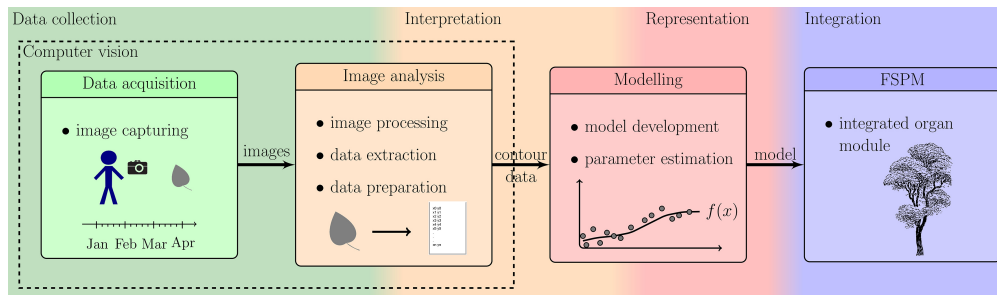 Data collection
Interpretation
Representation
Integration
Computer vision
Data acquisition
• image capturing
Jan Feb Mar Apr
images
Image analysis
• image processing
• data extraction
• data preparation
contour
data
Modelling
• model development
• parameter estimation
f(x)
model
FSPM
• integrated organ
module